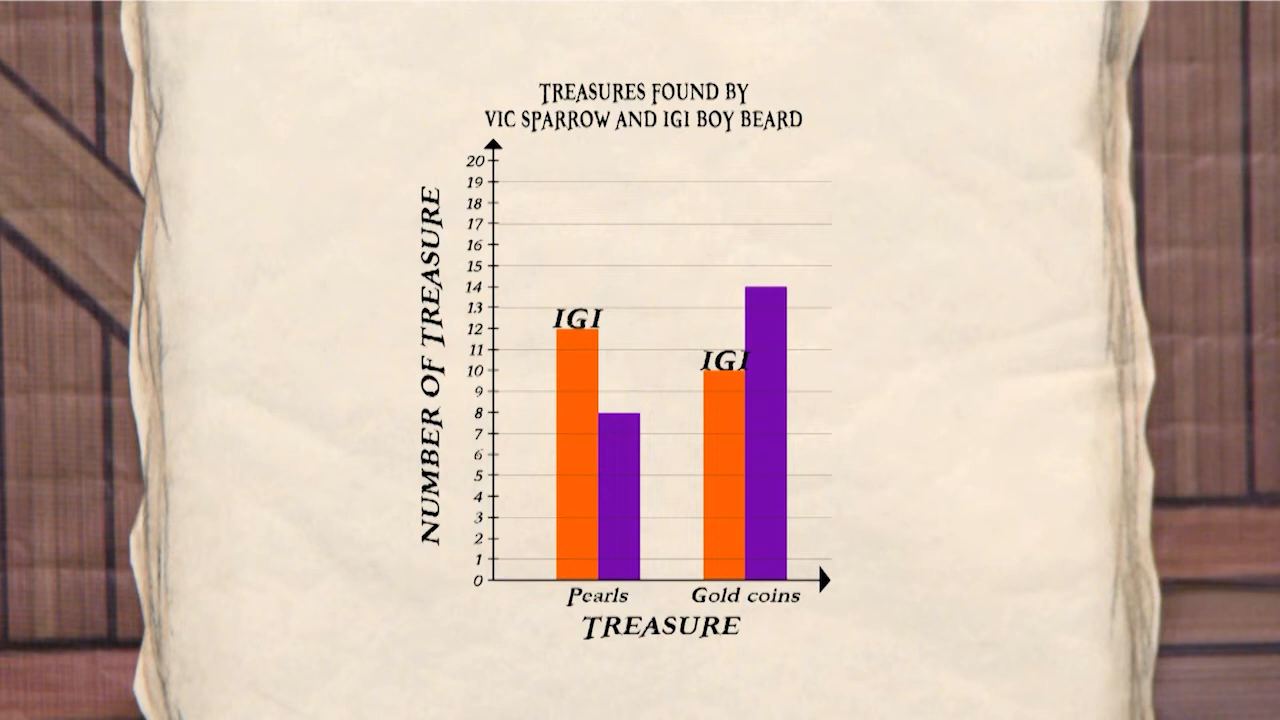 TREASURES FOUND BY
VIC SPARROW AND IGI BOY BEARD
NUMBER OF TREASURE
20
19
18
17
16
15
14
13
12
11
10
9
8
7
6
5
4
3
2
1
0
IGI
IGI
Pearls
Gold coins
TREASURE